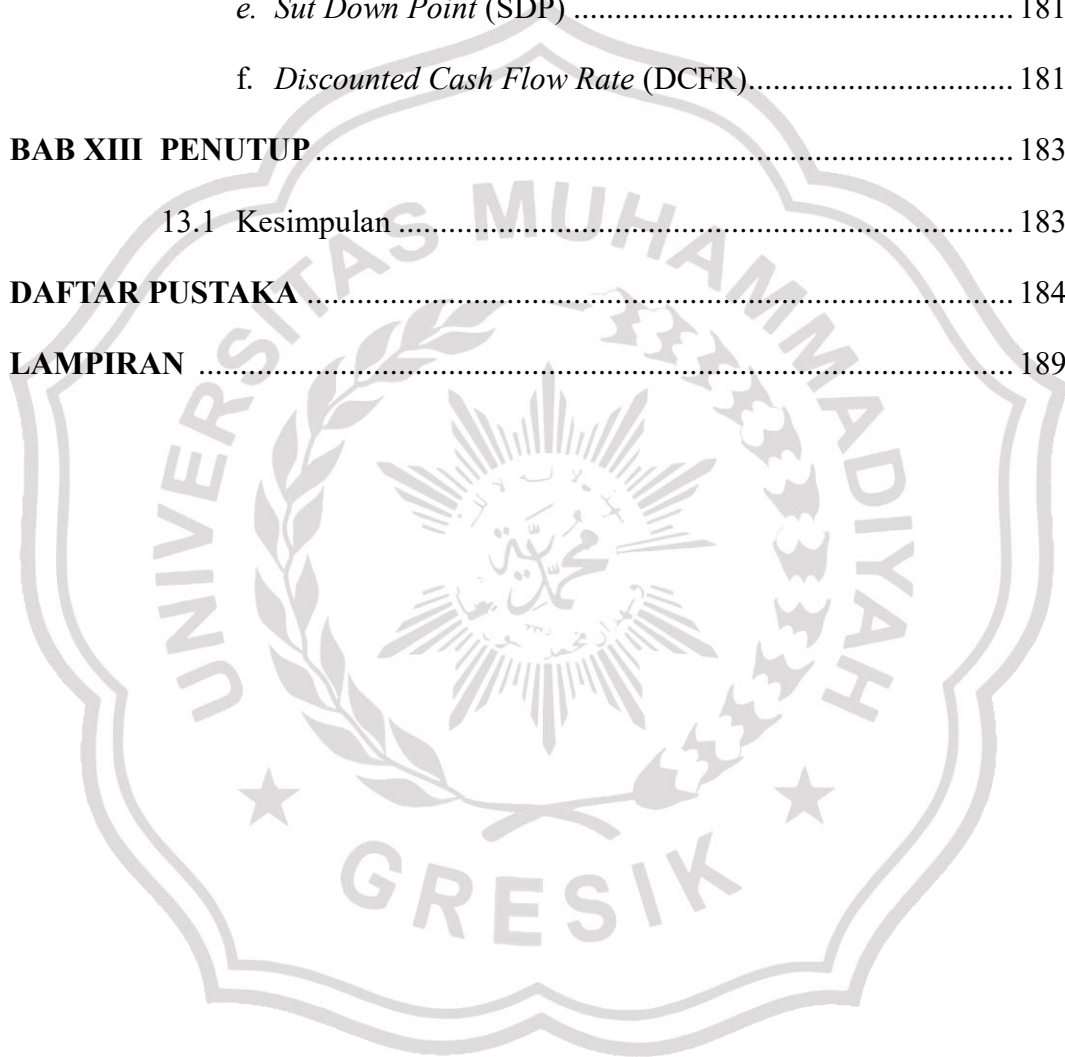 e. Sut Down Point (SDP) ........................................................ 181
f. Discounted Cash Flow Rate (DCFR)................................. 181
BAB XIII PENUTUP ........................................................................................ 183
13.1 Kesimpulan .............................................................................. 183
DAFTAR PUSTAKA ......................................................................................... 184
LAMPIRAN ....................................................................................................... 189
UNIVERSITAS MUHAMMADIYAH
GRESIK